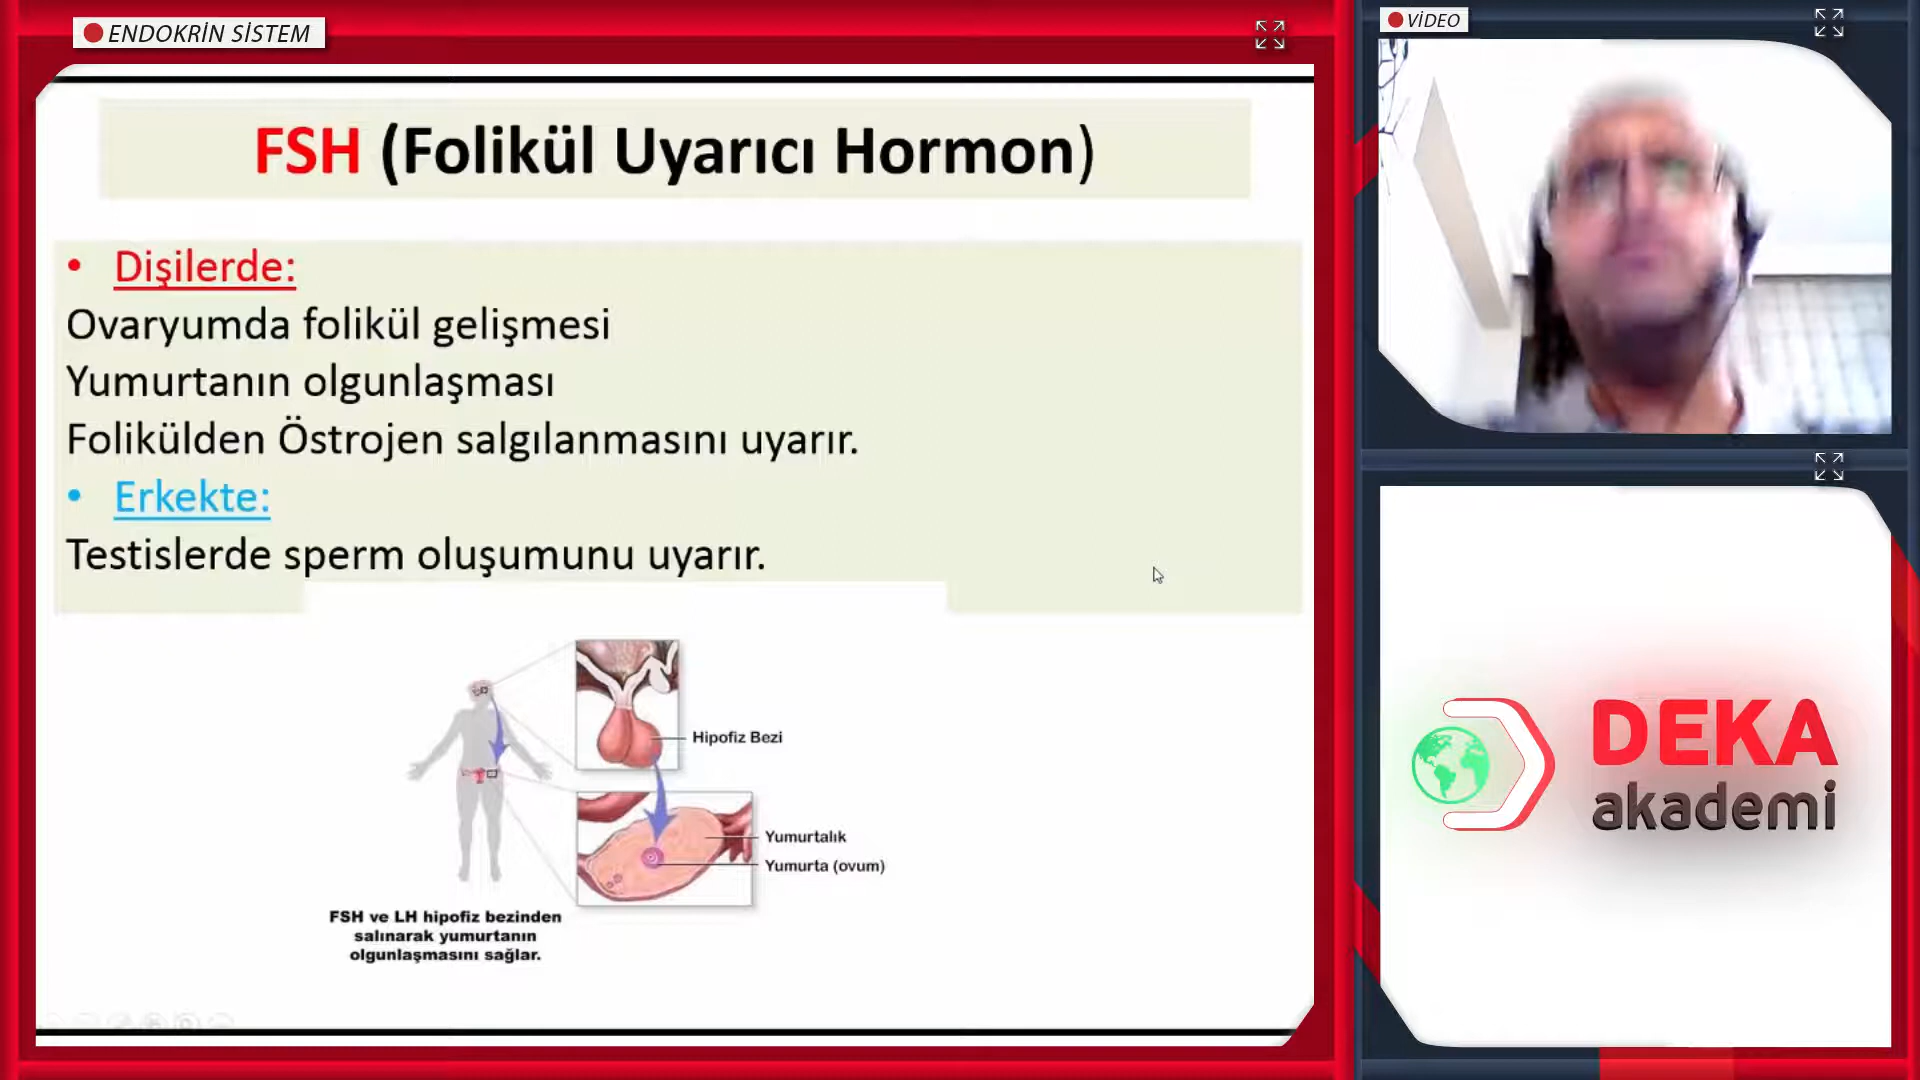 ENDOKRİN SİSTEM
FSH (Folikül Uyarıcı Hormon)
• Dişilerde:
Ovaryumda folikül gelişmesi
Yumurtanın olgunlaşması
Folikülden Östrojen salgılanmasını uyarır.
• Erkekte:
Testislerde sperm oluşumunu uyarır.
Hipofiz Bezi
Yumurtalık
Yumurta (ovum)
FSH ve LH hipofiz bezinden
salınarak yumurtanın
olgunlaşmasını sağlar.
VİDEO
DEKA
akademi